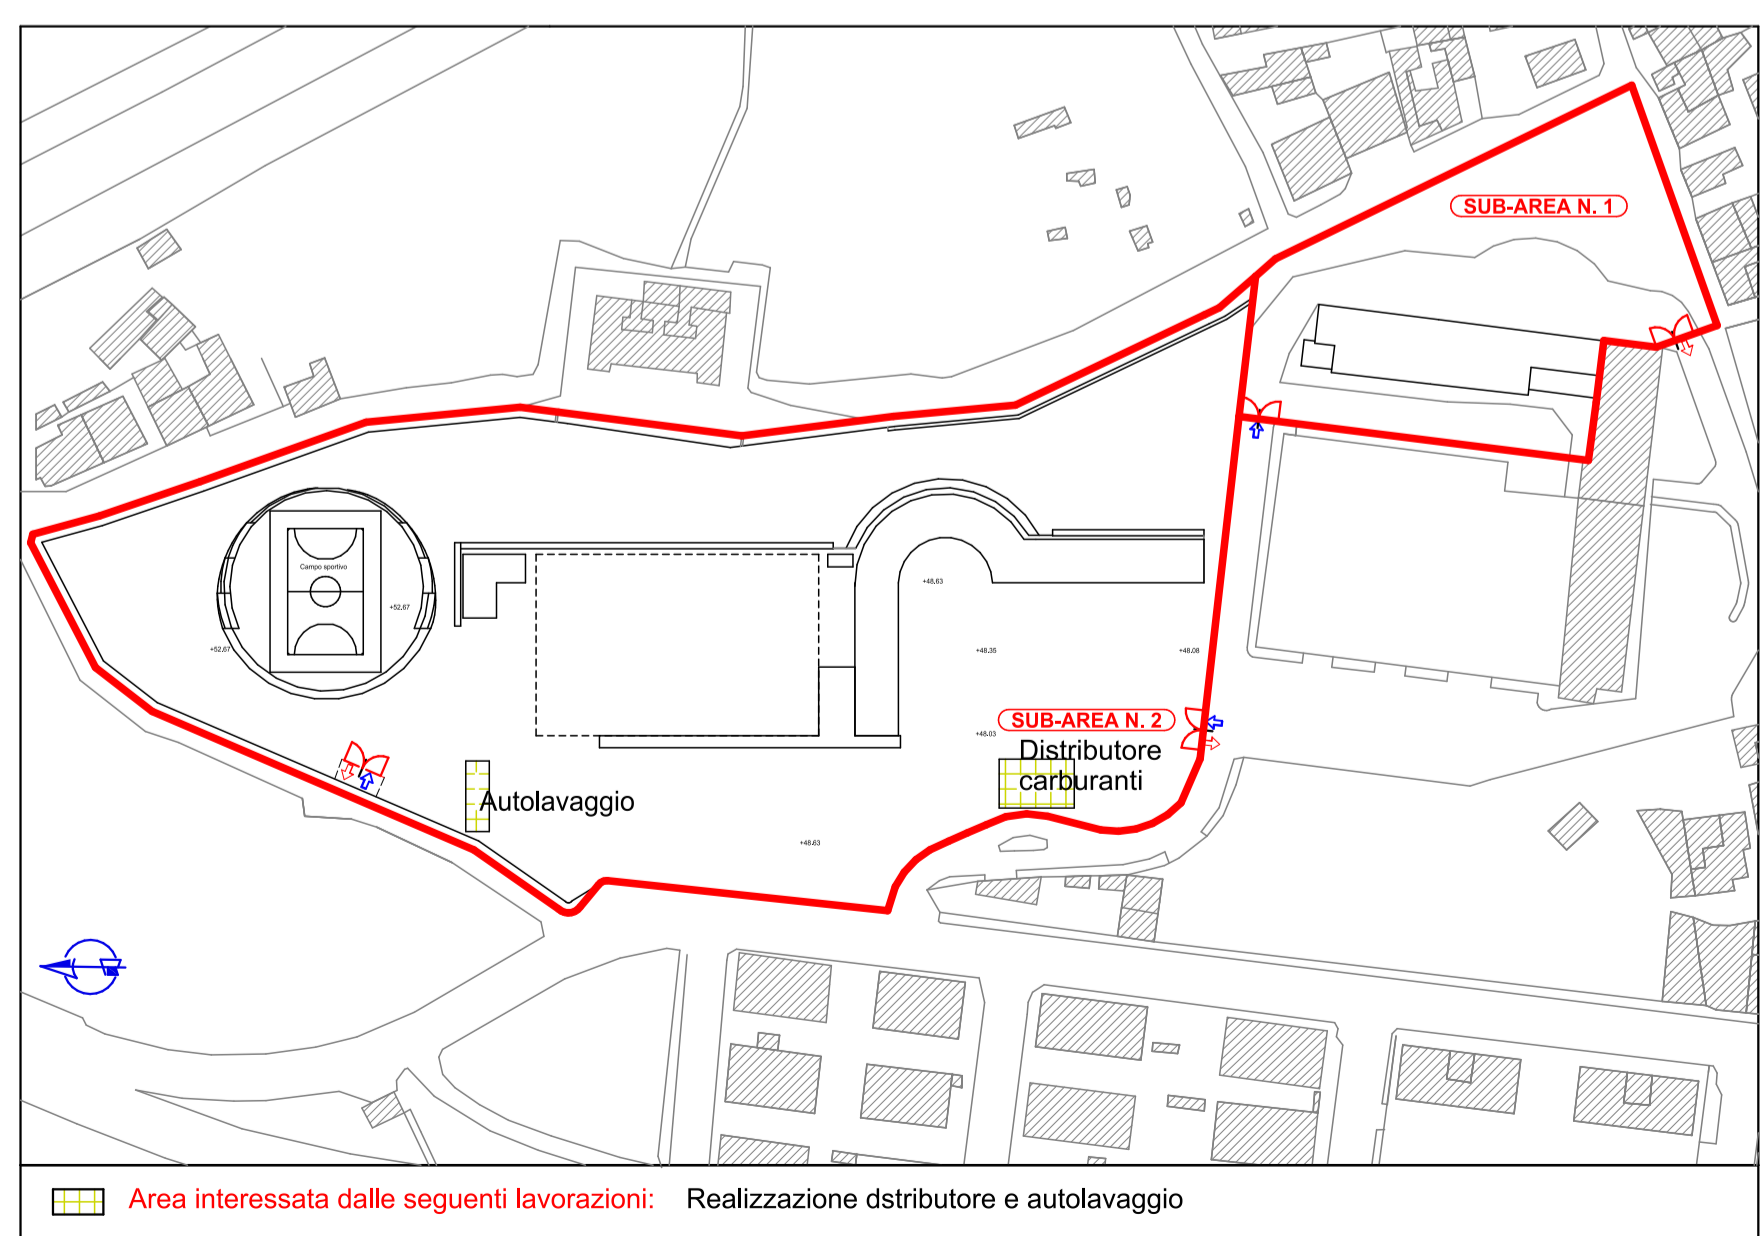 SUB-AREA N. 1
Campo sportivo
+52.67
+52.67
+48.63
+48.35
+48.08
SUB-AREA N. 2
+48.03
Distributore
carburanti
Autolavaggio
+48.63
Area interessata dalle seguenti lavorazioni: Realizzazione dstributore e autolavaggio